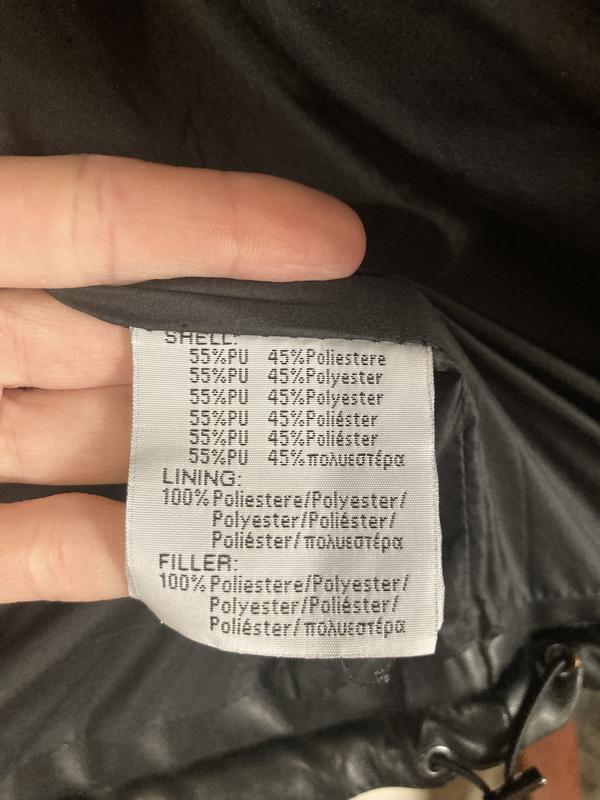 SHELL:
55%PU 45%Poliestere
55%PU 45%Polyester
55%PU 45%Polyester
55%PU 45%Poliéster
55%PU 45%Poliéster
55%PU 45%πολυεστέρα
LINING:
100%Poliestere/Polyester/
Polyester/Poliéster/
Poliéster/πολυεστέρα
FILLER:
100%Poliestere/Polyester/
Polyester/Poliéster/
Poliéster/πολυεστέρα